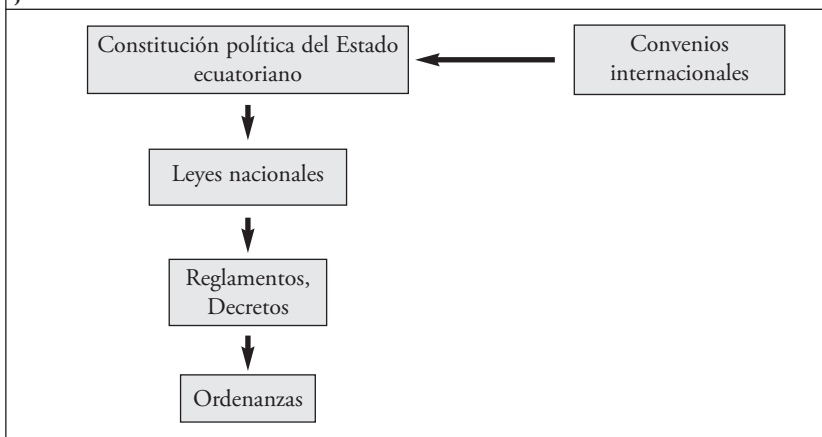 Constitución política del Estado
ecuatoriano
Convenios
internacionales
Leyes nacionales
Reglamentos,
Decretos
Ordenanzas